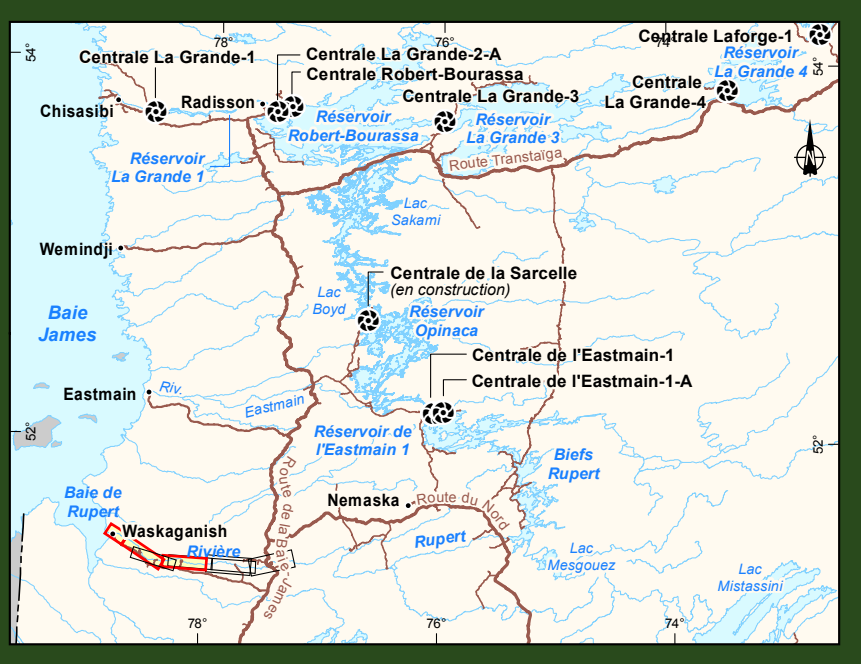 78°
76°
74°
54°
54°
Centrale Laforge-1
Réservoir
La Grande 4
Centrale La Grande-1
Centrale La Grande-2-A
Centrale Robert-Bourassa
Centrale
La Grande-4
Centrale La Grande-3
Chisasibi
Radisson
Réservoir
Robert-Bourassa
Réservoir
La Grande 3
Réservoir
La Grande 1
Route Transtaïga
Lac
Sakami
Wemindji
Centrale de la Sarcelle
(en construction)
Lac
Boyd
Réservoir
Opinaca
Baie
James
Centrale de l'Eastmain-1
Centrale de l'Eastmain-1-A
Eastmain
Riv.
Eastmain
Réservoir de
l'Eastmain 1
52°
52°
Biefs
Rupert
Route de la Baie-James
Baie de
Rupert
Nemaska
Route du Nord
Waskaganish
Rivière
Rupert
Lac
Mesgouez
Lac
Mistassini
78°
76°
74°